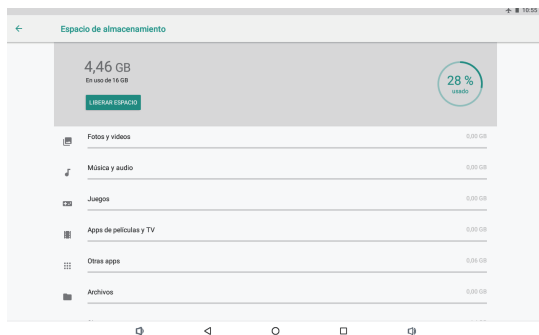 10:55
Espacio de almacenamiento
4,46 GB
En uso de 16 GB
28 %
usado
LIBERAR ESPACIO
Fotos y videos 0,00 GB
Música y audio 0,00 GB
Juegos 0,00 GB
Apps de películas y TV 0,00 GB
Otras apps 0,06 GB
Archivos 0,00 GB